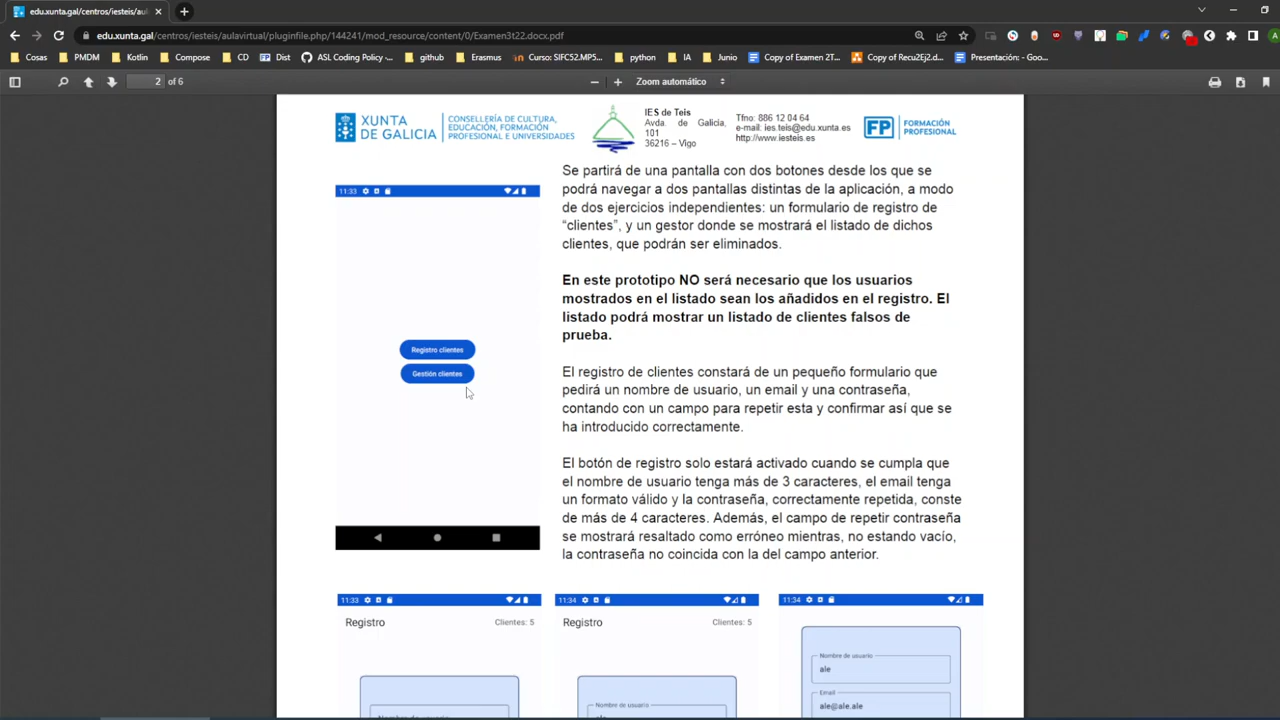 edu.xunta.gal/centros/iesteis/au
edu.xunta.gal/centros/iesteis/aulavirtual/pluginfile.php/144241/mod_resource/content/0/Examen3t22.docx.pdf
Cosas PMDM Kotlin Compose CD Dist ASL Coding Policy-... github Erasmus Curso: SIFC52.MP5... python IA Junio Copy of Examen 2T... Copy of Recu2Ej2.d... Presentación: - Goo...
2 of 6 Zoom automático
XUNTA DE GALICIA
CONSELLERÍA DE CULTURA, EDUCACIÓN, FORMACIÓN PROFESIONAL E UNIVERSIDADES
IES de Teis
Avda. de Galicia,
101
36216 – Vigo
Tfno: 886 12 04 64
e-mail: ies.teis@edu.xunta.es
http://www.iesteis.es
FP FORMACIÓN PROFESIONAL
11:33
Registro clientes
Gestión clientes
Se partirá de una pantalla con dos botones desde los que se
podrá navegar a dos pantallas distintas de la aplicación, a modo
de dos ejercicios independientes: un formulario de registro de
“clientes”, y un gestor donde se mostrará el listado de dichos
clientes, que podrán ser eliminados.
En este prototipo NO será necesario que los usuarios
mostrados en el listado sean los añadidos en el registro. El
listado podrá mostrar un listado de clientes falsos de
prueba.
El registro de clientes constará de un pequeño formulario que
pedirá un nombre de usuario, un email y una contraseña,
contando con un campo para repetir esta y confirmar así que se
ha introducido correctamente.
El botón de registro solo estará activado cuando se cumpla que
el nombre de usuario tenga más de 3 caracteres, el email tenga
un formato válido y la contraseña, correctamente repetida, conste
de más de 4 caracteres. Además, el campo de repetir contraseña
se mostrará resaltado como erróneo mientras, no estando vacío,
la contraseña no coincida con la del campo anterior.
11:33
Registro Clientes: 5
11:34
Registro Clientes: 5
Nombre de usuario
11:34
Nombre de usuario
ale
Email
ale@ale.ale